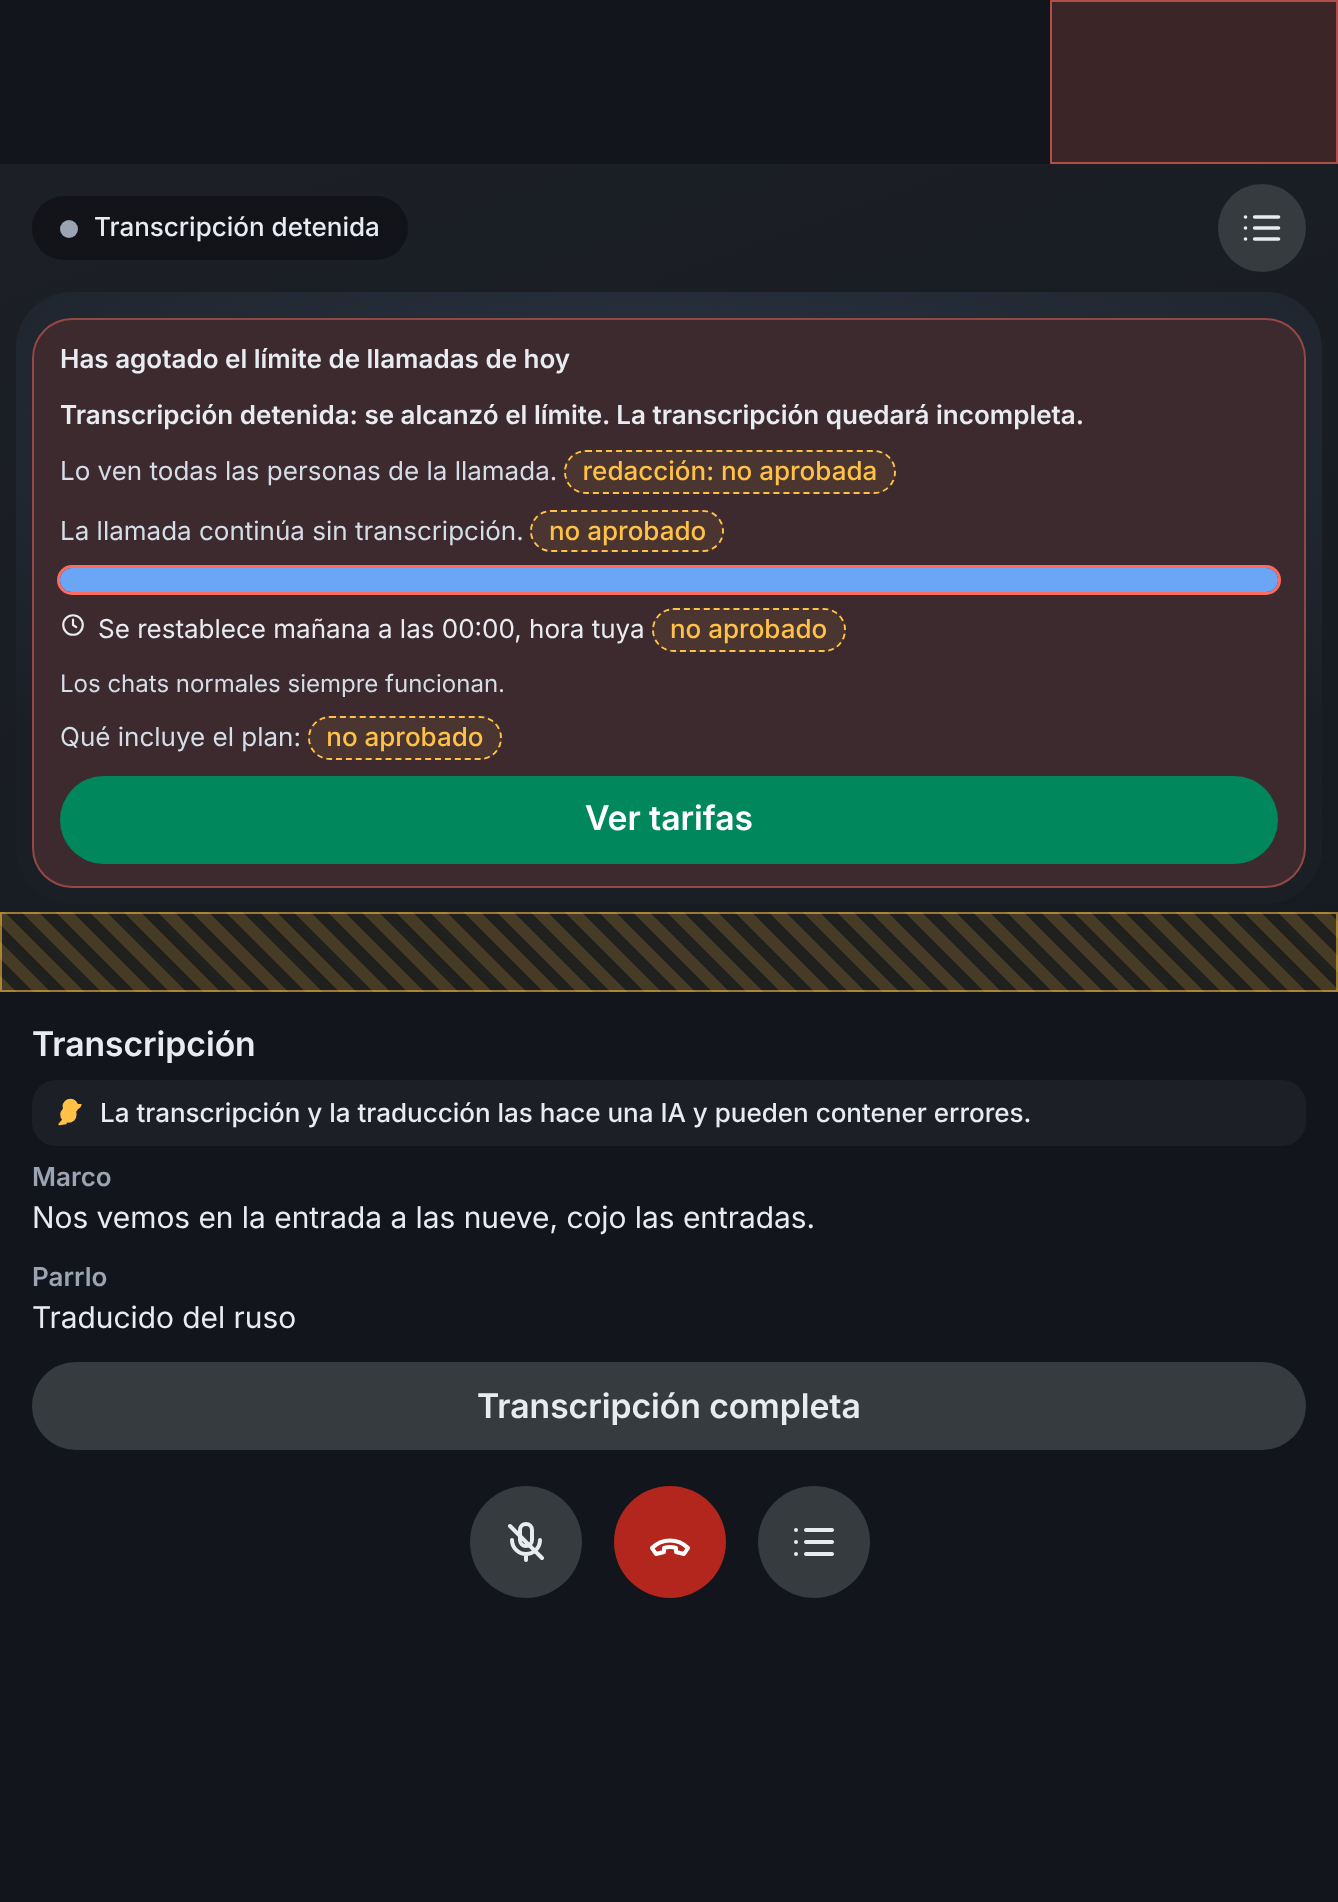 Transcripción detenida
Has agotado el límite de llamadas de hoy
Transcripción detenida: se alcanzó el límite. La transcripción quedará incompleta.
Lo ven todas las personas de la llamada. redacción: no aprobada
La llamada continúa sin transcripción. no aprobado
Se restablece mañana a las 00:00, hora tuya no aprobado
Los chats normales siempre funcionan.
Qué incluye el plan: no aprobado
Ver tarifas
Transcripción
La transcripción y la traducción las hace una IA y pueden contener errores.
Marco
Nos vemos en la entrada a las nueve, cojo las entradas.
Parrlo
Traducido del ruso
Transcripción completa